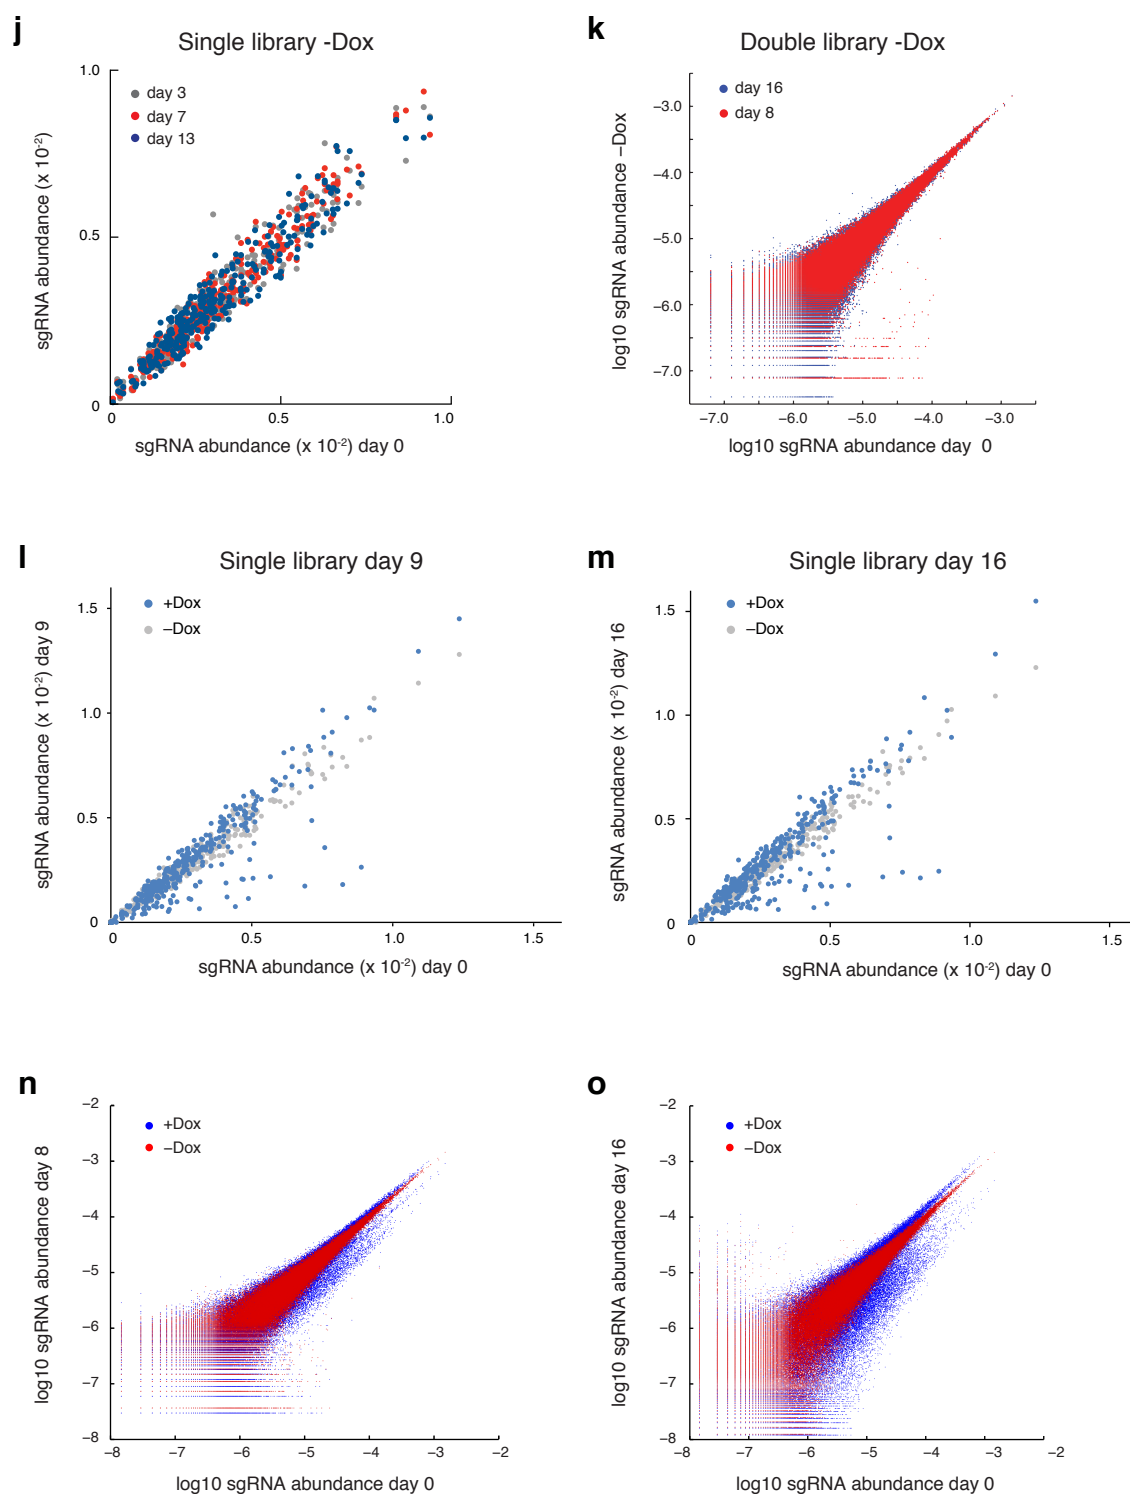 j
Single library -Dox
1.0
day 3
day 7
day 13
sgRNA abundance (x 10-2)
0.5
0
0 0.5 1.0
sgRNA abundance (x 10-2) day 0
k
Double library -Dox
day 16
day 8
log10 sgRNA abundance –Dox
−3.0
−4.0
−5.0
−6.0
−7.0
−7.0 −6.0 −5.0 −4.0 −3.0
log10 sgRNA abundance day 0
l
Single library day 9
+Dox
–Dox
sgRNA abundance (x 10-2) day 9
1.5
1.0
0.5
0
0 0.5 1.0 1.5
sgRNA abundance (x 10-2) day 0
m
Single library day 16
+Dox
–Dox
sgRNA abundance (x 10-2) day 16
1.5
1.0
0.5
0
0 0.5 1.0 1.5
sgRNA abundance (x 10-2) day 0
n
+Dox
–Dox
log10 sgRNA abundance day 8
−2
−3
−4
−5
−6
−7
−8
−8 −7 −6 −5 −4 −3 −2
log10 sgRNA abundance day 0
o
+Dox
–Dox
log10 sgRNA abundance day 16
−2
−3
−4
−5
−6
−7
−8
−8 −7 −6 −5 −4 −3 −2
log10 sgRNA abundance day 0